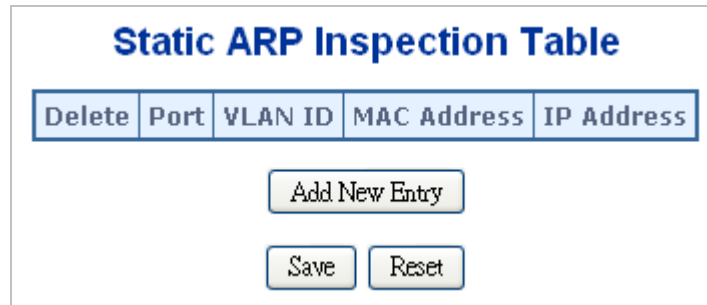 Static ARP Inspection Table
Delete Port VLAN ID MAC Address IP Address
Add New Entry
Save Reset